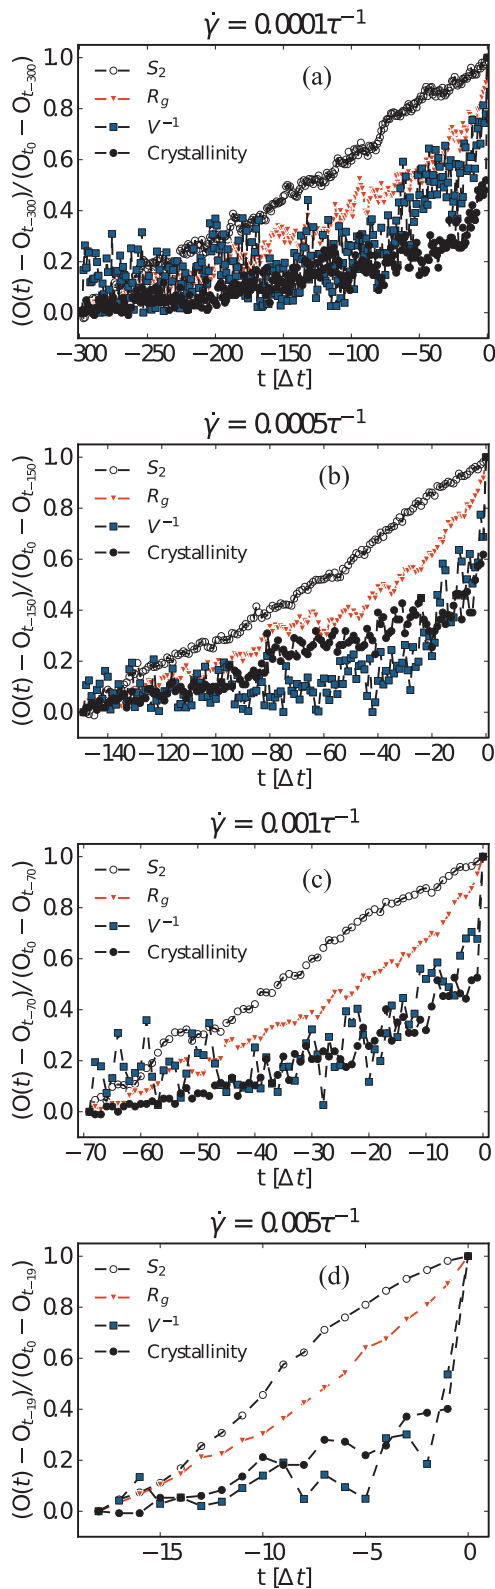 γ̇ = 0.0001τ⁻¹
(a)
S₂
R_g
V⁻¹
Crystallinity
1.0
0.8
0.6
0.4
0.2
0.0
(O(t) − O_{t−300})/(O_{t₀} − O_{t−300})
−300 −250 −200 −150 −100 −50 0
t [Δt]
γ̇ = 0.0005τ⁻¹
(b)
S₂
R_g
V⁻¹
Crystallinity
1.0
0.8
0.6
0.4
0.2
0.0
(O(t) − O_{t−150})/(O_{t₀} − O_{t−150})
−140 −120 −100 −80 −60 −40 −20 0
t [Δt]
γ̇ = 0.001τ⁻¹
(c)
S₂
R_g
V⁻¹
Crystallinity
1.0
0.8
0.6
0.4
0.2
0.0
(O(t) − O_{t−70})/(O_{t₀} − O_{t−70})
−70 −60 −50 −40 −30 −20 −10 0
t [Δt]
γ̇ = 0.005τ⁻¹
(d)
S₂
R_g
V⁻¹
Crystallinity
1.0
0.8
0.6
0.4
0.2
0.0
(O(t) − O_{t−19})/(O_{t₀} − O_{t−19})
−15 −10 −5 0
t [Δt]